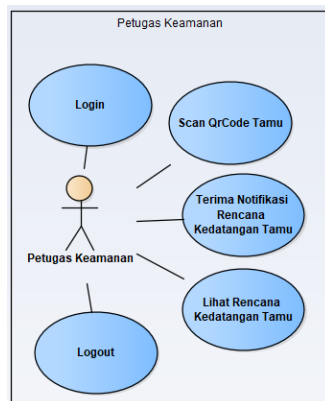 Petugas Keamanan
Login
Scan QrCode Tamu
Terima Notifikasi
Rencana
Kedatangan Tamu
Petugas Keamanan
Lihat Rencana
Kedatangan Tamu
Logout